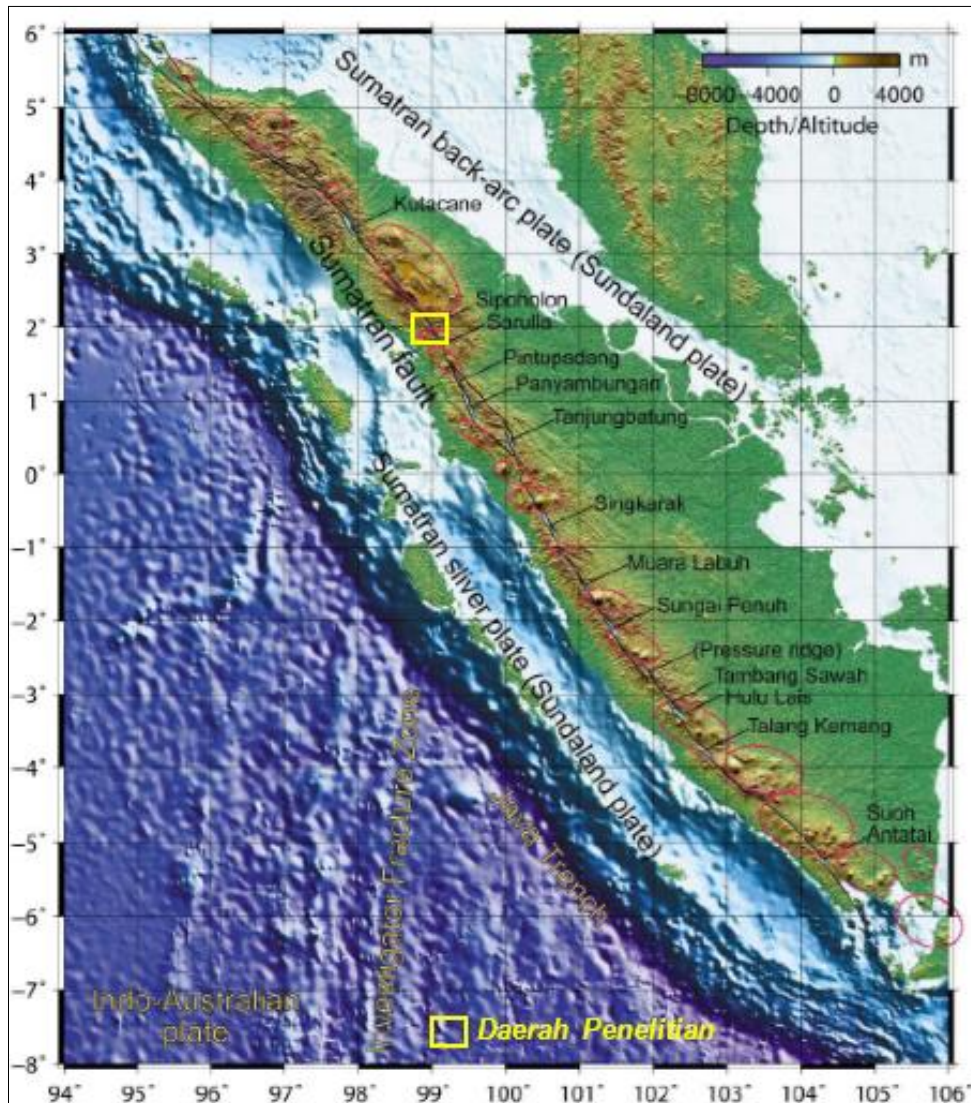 6°
5°
4°
3°
2°
1°
0°
−1°
−2°
−3°
−4°
−5°
−6°
−7°
−8°
94°
95°
96°
97°
98°
99°
100°
101°
102°
103°
104°
105°
106°
m
-8000 -4000 0 4000
Depth/Altitude
Sumatran back-arc plate (Sundaland plate)
Kutacane
Sumatran fault
Sipoholon
Sarulla
Pintupadang
Panyambungan
Tanjungbatung
Singkarak
Muara Labuh
Sungai Penuh
(Pressure ridge)
Tambang Sawah
Hulu Lais
Talang Kemang
Suoh
Antatai
Sumatran sliver plate (Sundaland plate)
Investigator Fracture Zone
Java Trench
Indo-Australian
plate
Daerah Penelitian